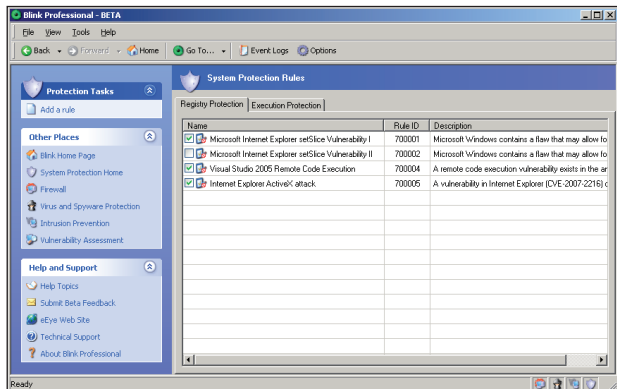 Blink Professional - BETA
File View Tools Help
Back Forward Home Go To... Event Logs Options
Protection Tasks
Add a rule
Other Places
Blink Home Page
System Protection Home
Firewall
Virus and Spyware Protection
Intrusion Prevention
Vulnerability Assessment
Help and Support
Help Topics
Submit Beta Feedback
eEye Web Site
Technical Support
About Blink Professional
System Protection Rules
Registry Protection Execution Protection
Name Rule ID Description
Microsoft Internet Explorer setSlice Vulnerability I 700001 Microsoft Windows contains a flaw that may allow fo
Microsoft Internet Explorer setSlice Vulnerability II 700002 Microsoft Windows contains a flaw that may allow fo
Visual Studio 2005 Remote Code Execution 700004 A remote code execution vulnerability exists in the ar
Internet Explorer ActiveX attack 700005 A vulnerability in Internet Explorer (CVE-2007-2216) c
Ready